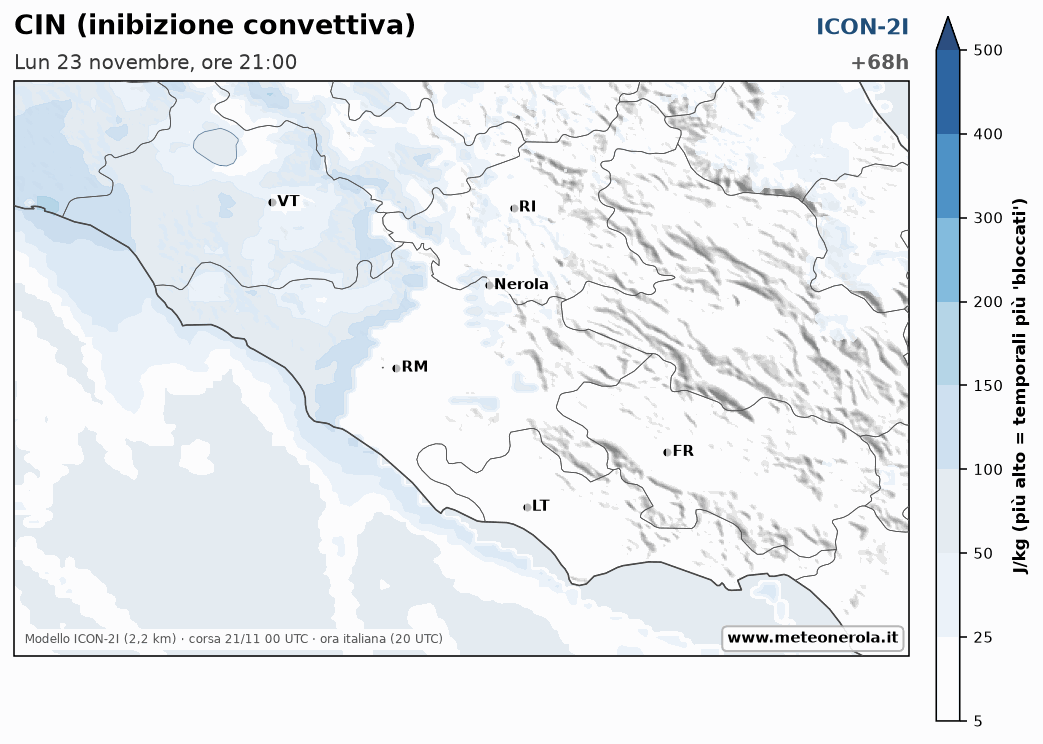 CIN (inibizione convettiva)
ICON-2I
Lun 23 novembre, ore 21:00
+68h
VT
RI
Nerola
RM
FR
LT
Modello ICON-2I (2,2 km) · corsa 21/11 00 UTC · ora italiana (20 UTC)
www.meteonerola.it
500
400
300
200
150
100
50
25
5
J/kg (più alto = temporali più 'bloccati')